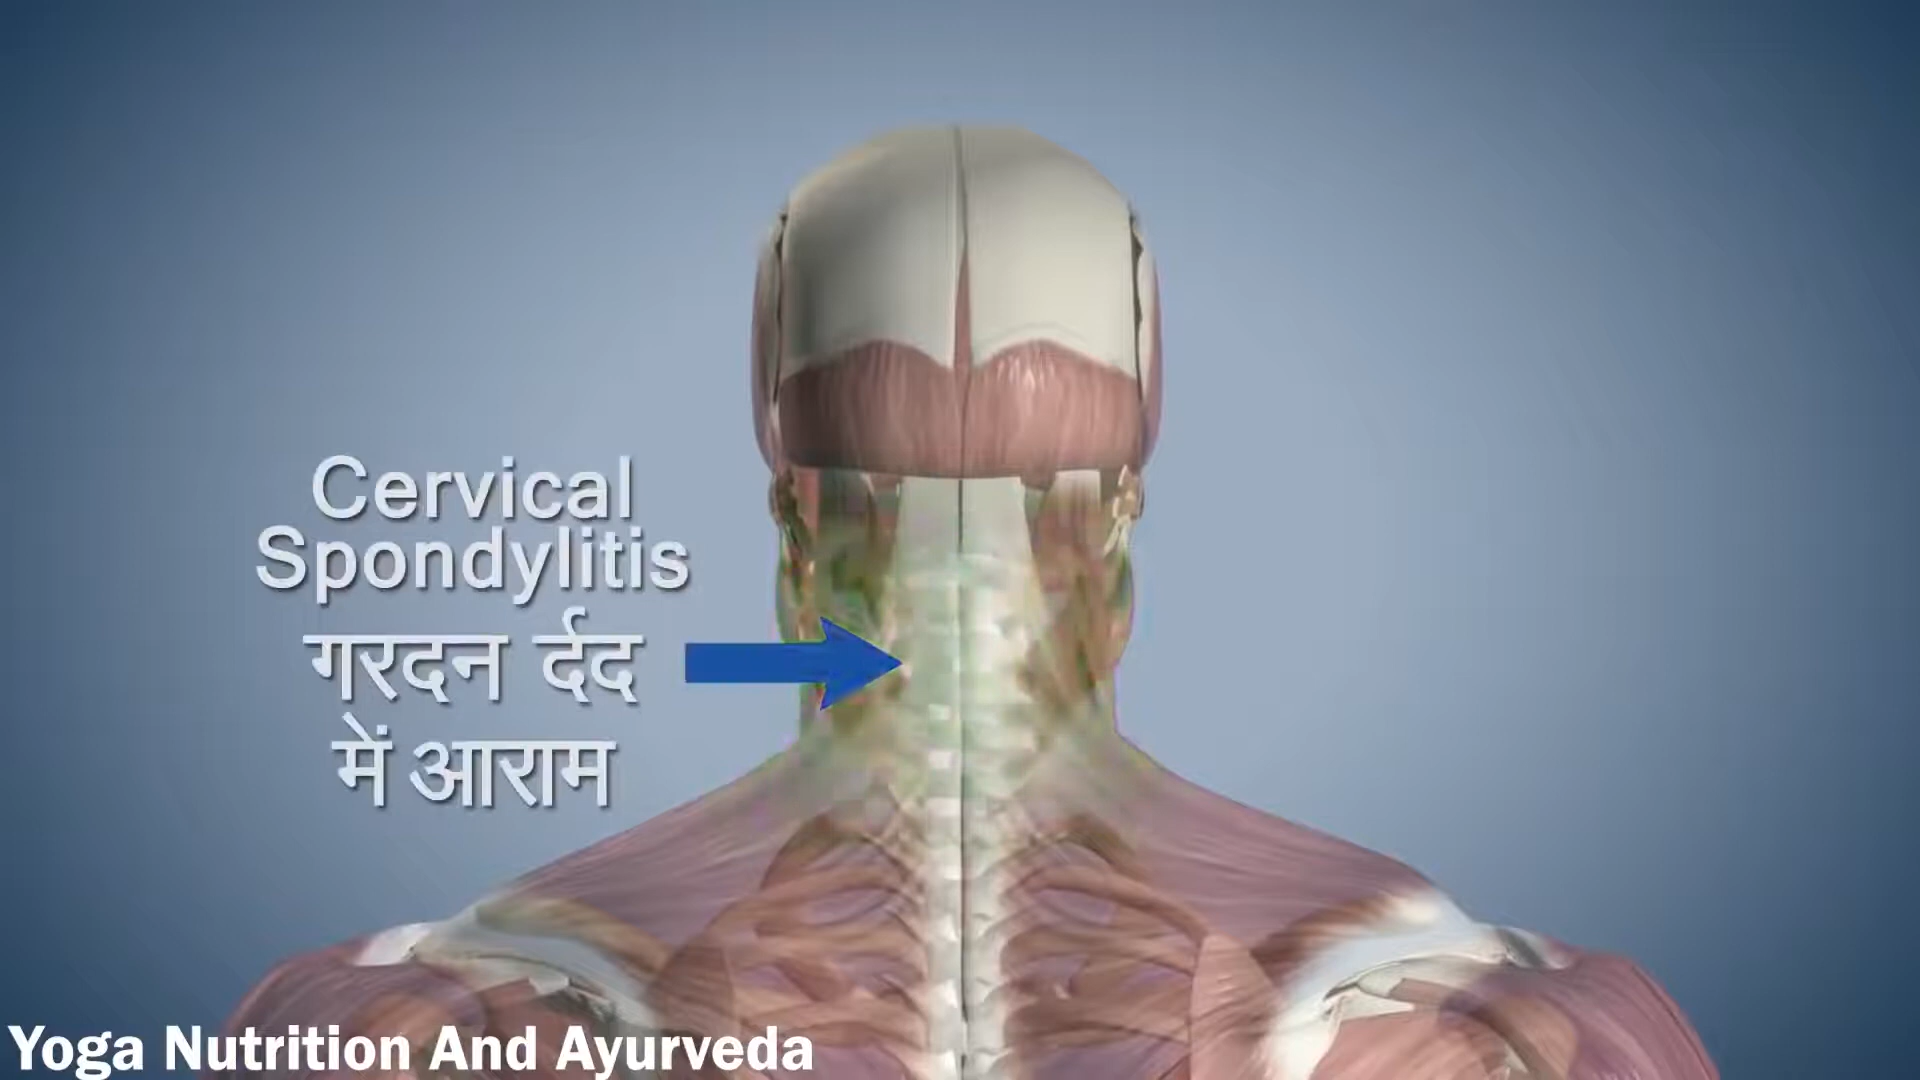 Cervical
Spondylitis
गरदन र्दद
में आराम
Yoga Nutrition And Ayurveda